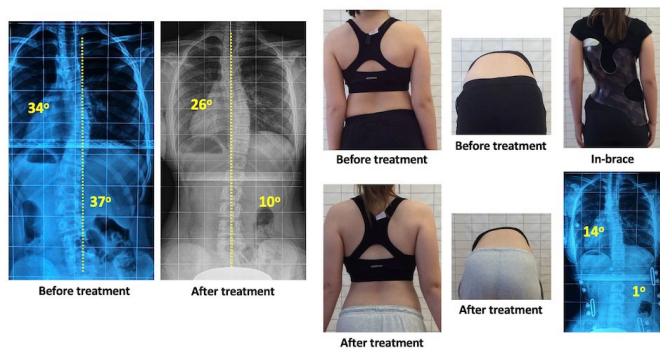 34°
37°
Before treatment
26°
10°
After treatment
Before treatment
Before treatment
In-brace
After treatment
After treatment
14°
1°